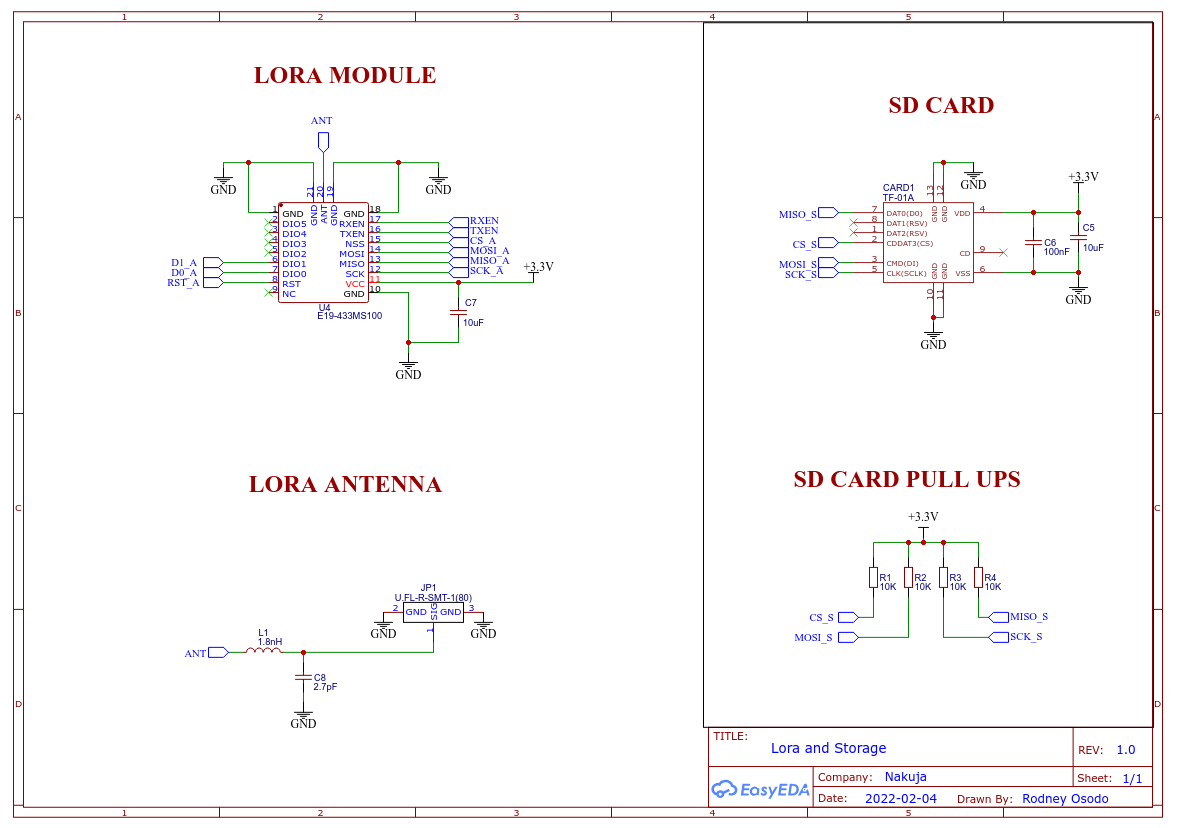 1 2 3 4 5
A
B
C
D
LORA MODULE
ANT
GND
GND
21 20 19
GND ANT GND
1 GND
2 DIO5
3 DIO4
4 DIO3
5 DIO2
D1_A 6 DIO1
D0_A 7 DIO0
RST_A 8 RST
9 NC
GND 18
RXEN 17 RXEN
TXEN 16 TXEN
NSS 15 CS_A
MOSI 14 MOSI_A
MISO 13 MISO_A
SCK 12 SCK_A
VCC 11
GND 10
+3.3V
U4
E19-433MS100
C7
10uF
GND
SD CARD
CARD1
TF-01A
13 12
GND GND
GND
MISO_S 7 DAT0(D0)
8 DAT1(RSV)
1 DAT2(RSV)
CS_S 2 CDDAT3(CS)
MOSI_S 3 CMD(DI)
SCK_S 5 CLK(SCLK)
VDD 4
CD 9
VSS 6
GND GND
10 11
GND
+3.3V
C5
10uF
C6
100nF
GND
LORA ANTENNA
JP1
U.FL-R-SMT-1(80)
2 GND SIG GND 3
1
GND
GND
ANT
L1
1.8nH
C8
2.7pF
GND
SD CARD PULL UPS
+3.3V
R1
10K
R2
10K
R3
10K
R4
10K
CS_S
MISO_S
MOSI_S
SCK_S
TITLE:
Lora and Storage
REV: 1.0
EasyEDA
Company: Nakuja
Sheet: 1/1
Date: 2022-02-04 Drawn By: Rodney Osodo
A
B
C
D
1 2 3 4 5